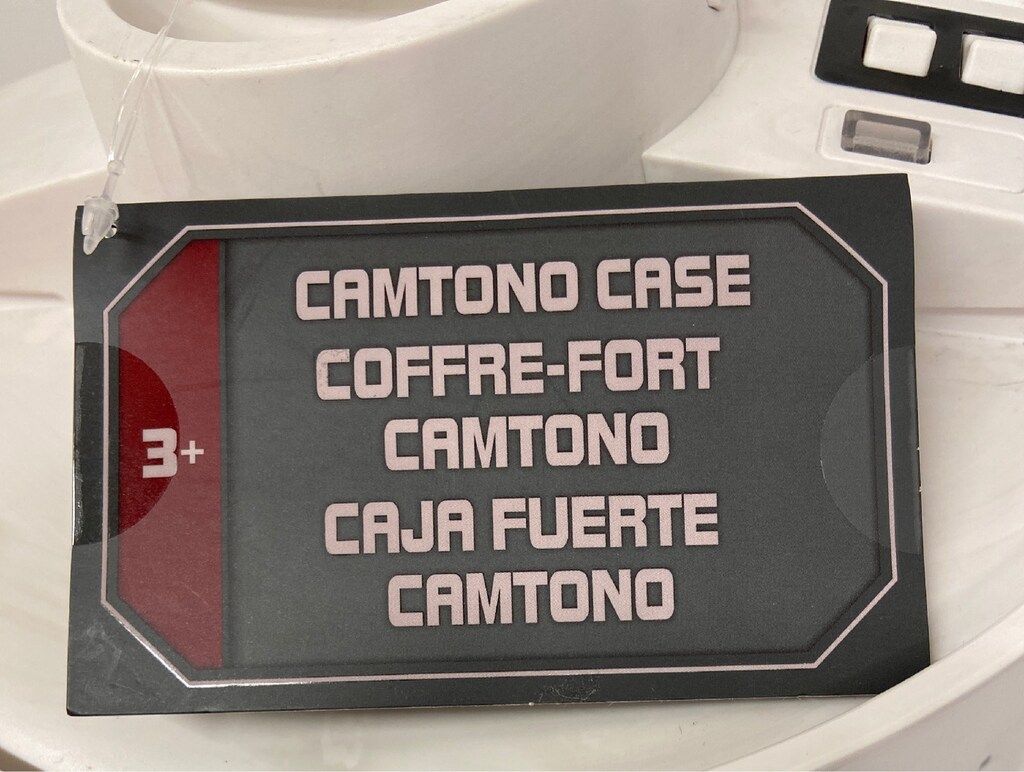 CAMTONO CASE
COFFRE-FORT
CAMTONO
CAJA FUERTE
CAMTONO
3+